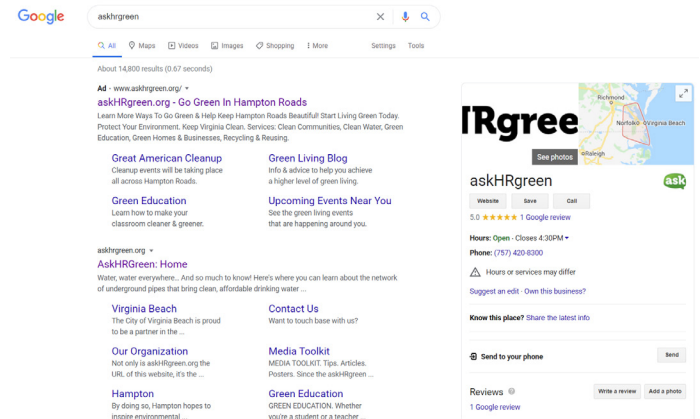 Google
askhrgreen
All Maps Videos Images Shopping More Settings Tools
About 14,800 results (0.67 seconds)
Ad · www.askhrgreen.org/
askHRgreen.org - Go Green In Hampton Roads
Learn More Ways To Go Green & Help Keep Hampton Roads Beautiful! Start Living Green Today.
Protect Your Environment. Keep Virginia Clean. Services: Clean Communities, Clean Water, Green
Education, Green Homes & Businesses, Recycling & Reusing.
Great American Cleanup
Cleanup events will be taking place
all across Hampton Roads.
Green Living Blog
Info & advice to help you achieve
a higher level of green living.
Green Education
Learn how to make your
classroom cleaner & greener.
Upcoming Events Near You
See the green living events
that are happening around you.
askhrgreen.org
AskHRGreen: Home
Water, water everywhere... And so much to know! Here's where you can learn about the network
of underground pipes that bring clean, affordable drinking water ...
Virginia Beach
The City of Virginia Beach is proud
to be a partner in the ...
Contact Us
Want to touch base with us?
Our Organization
Not only is askHRgreen.org the
URL of this website, it's the ...
Media Toolkit
MEDIA TOOLKIT. Tips. Articles.
Posters. Since the askHRgreen ...
Hampton
By doing so, Hampton hopes to
inspire environmental ...
Green Education
GREEN EDUCATION. Whether
you're a student or a teacher ...
HRgree
See photos
Richmond
Norfolk
Virginia Beach
Raleigh
askHRgreen
ask
Website Save Call
5.0 1 Google review
Hours: Open · Closes 4:30PM
Phone: (757) 420-8300
Hours or services may differ
Suggest an edit · Own this business?
Know this place? Share the latest info
Send to your phone
Send
Reviews
Write a review Add a photo
1 Google review